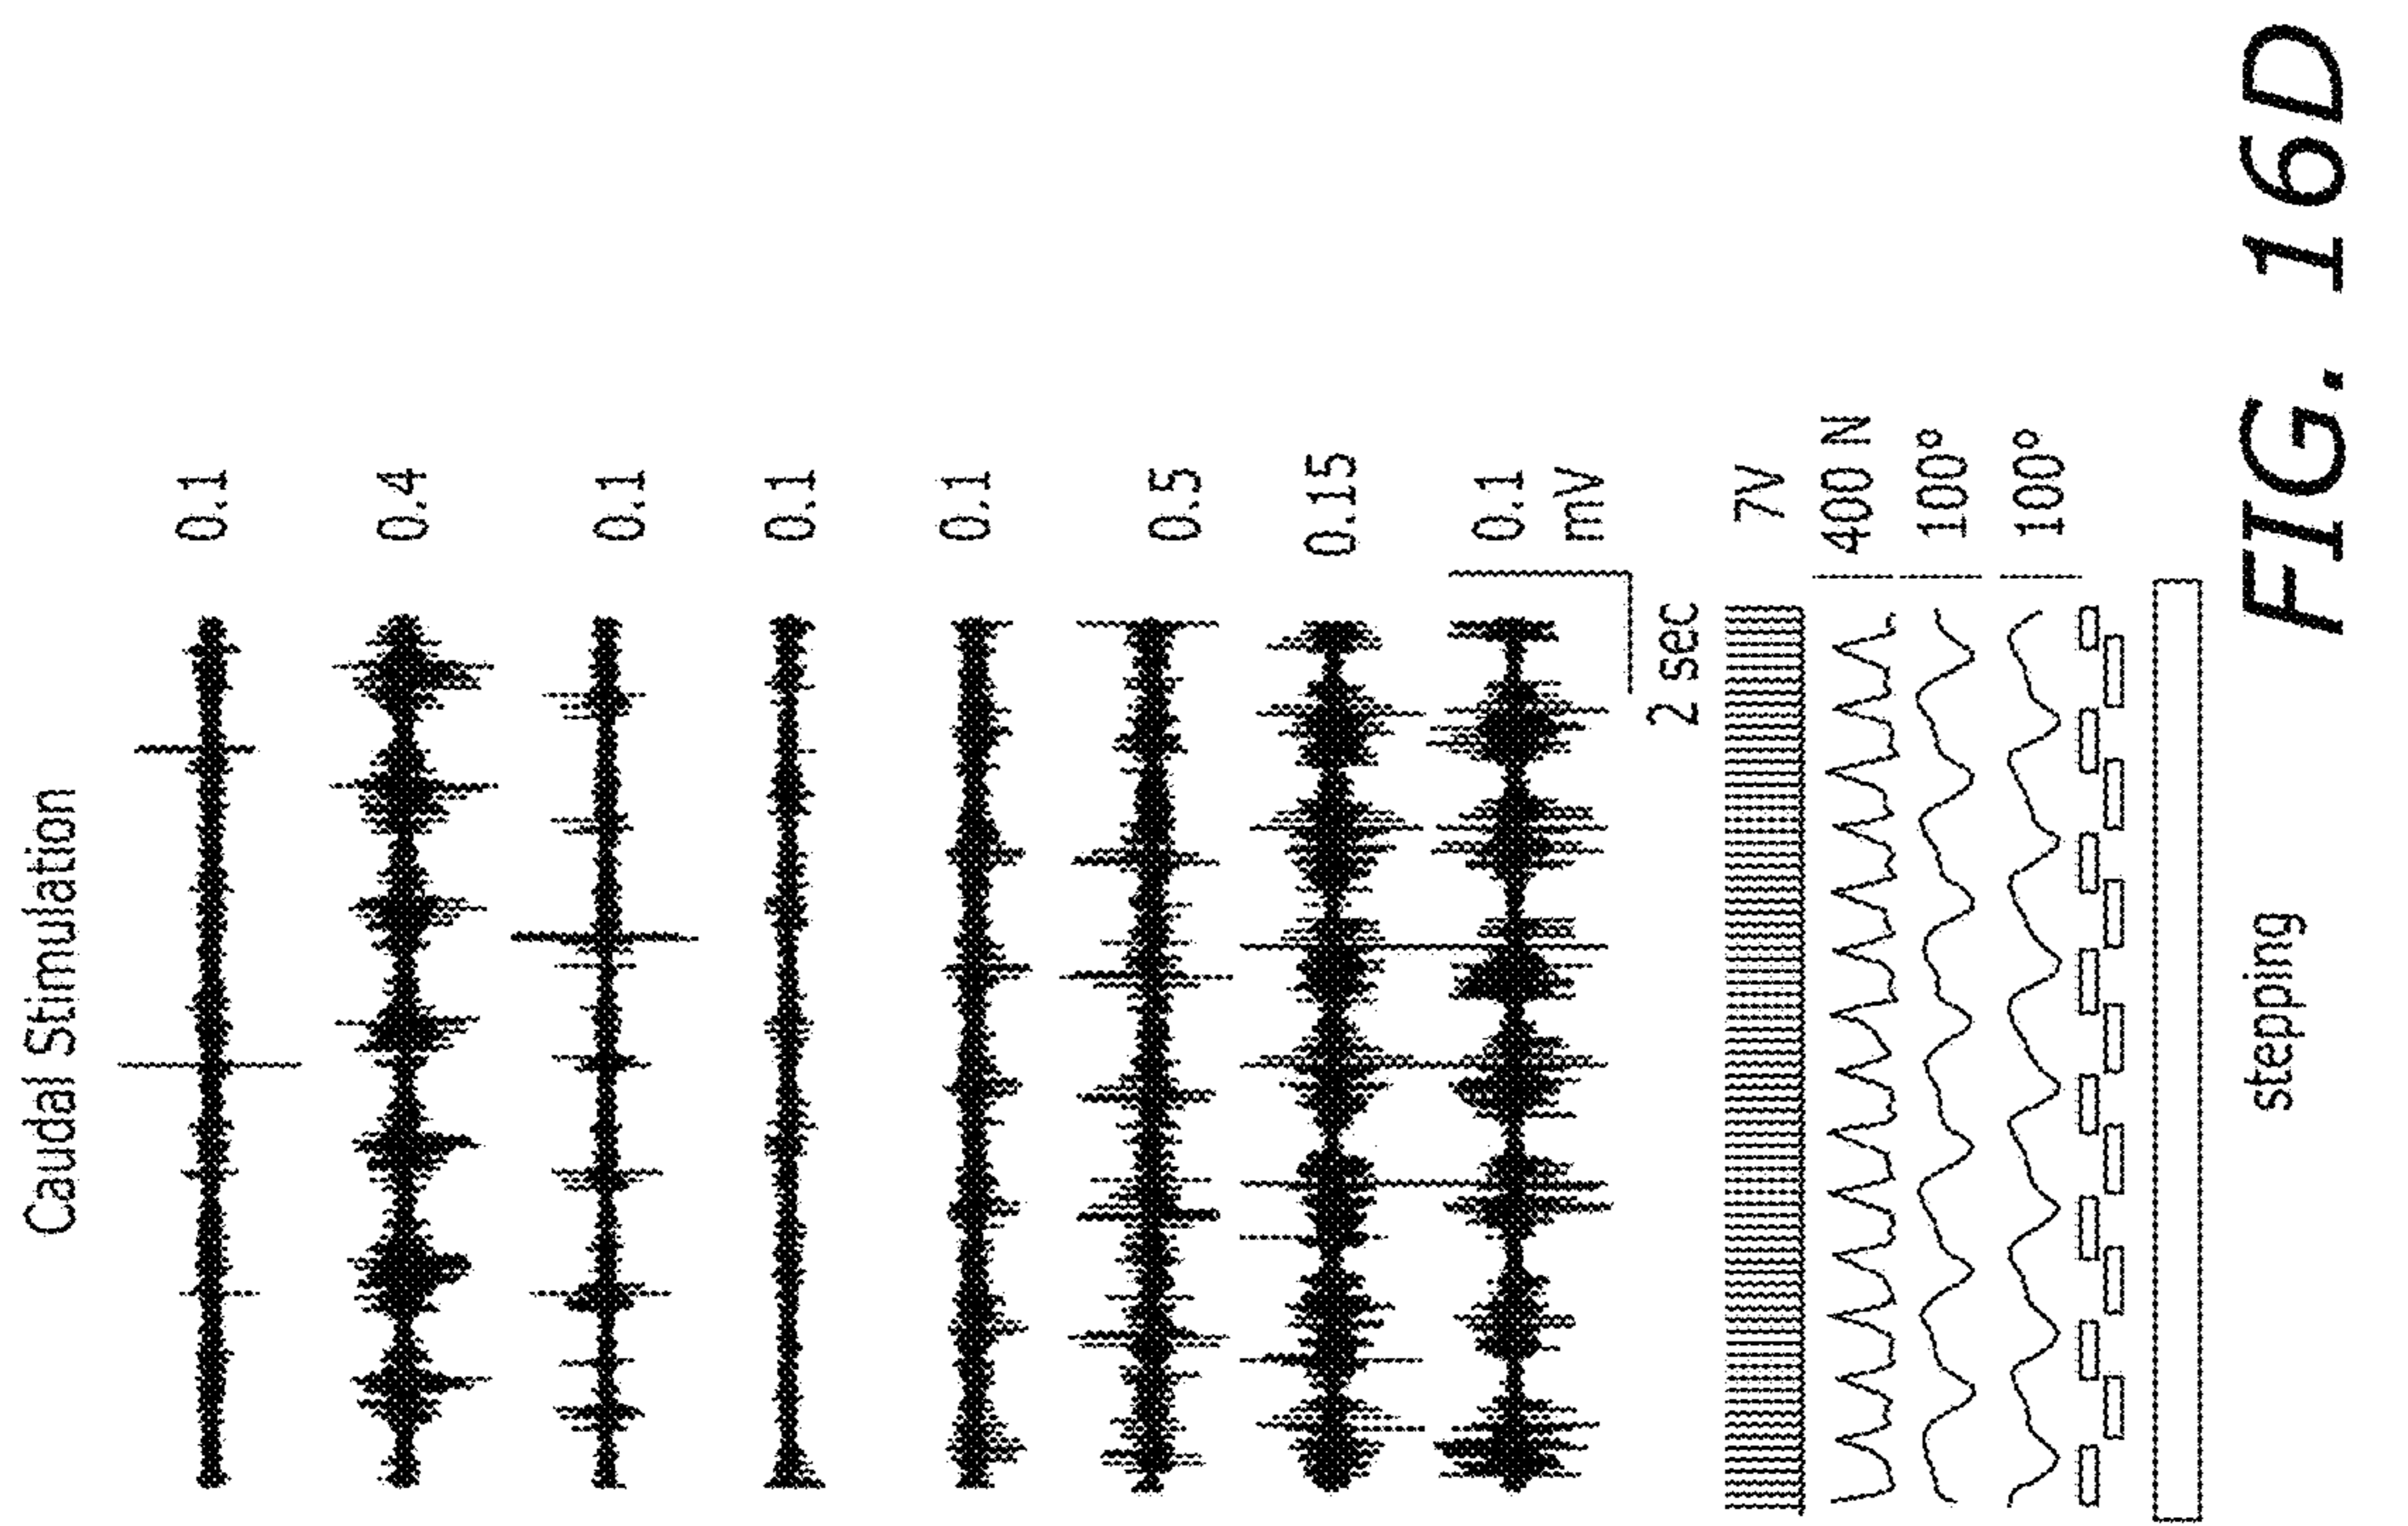 Caudal Stimulation
0.1
0.4
0.1
0.1
0.1
0.5
0.15
0.1
mV
2 sec
7V
400 N
100°
100°
stepping
FIG. 16D